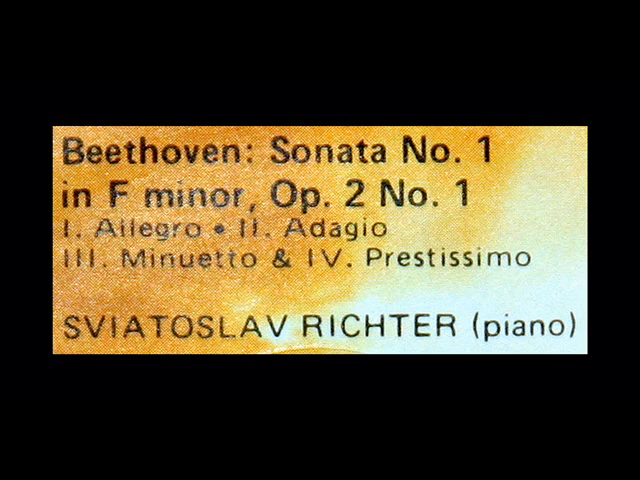 Beethoven: Sonata No. 1
in F minor, Op. 2 No. 1
I. Allegro • II. Adagio
III. Minuetto & IV. Prestissimo
SVIATOSLAV RICHTER (piano)